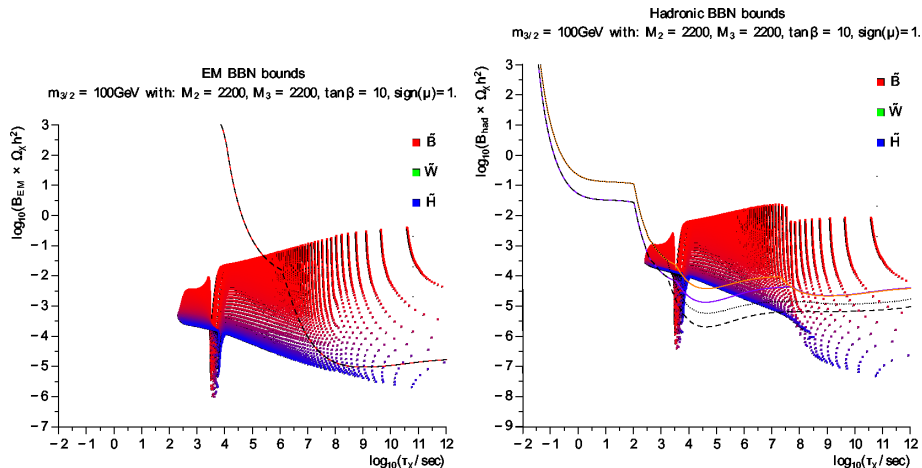 EM BBN bounds
m3/2 = 100GeV with: M2 = 2200, M3 = 2200, tanβ = 10, sign(μ)=1.
log10(BEM × Ωχh²)
3
2
1
0
−1
−2
−3
−4
−5
−6
−7
−2 −1 0 1 2 3 4 5 6 7 8 9 10 11 12
log10(τχ/sec)
B̃
W̃
H̃
Hadronic BBN bounds
m3/2 = 100GeV with: M2 = 2200, M3 = 2200, tanβ = 10, sign(μ)=1.
log10(Bhad × Ωχh²)
3
2
1
0
−1
−2
−3
−4
−5
−6
−7
−8
−9
−2 −1 0 1 2 3 4 5 6 7 8 9 10 11 12
log10(τχ/sec)
B̃
W̃
H̃